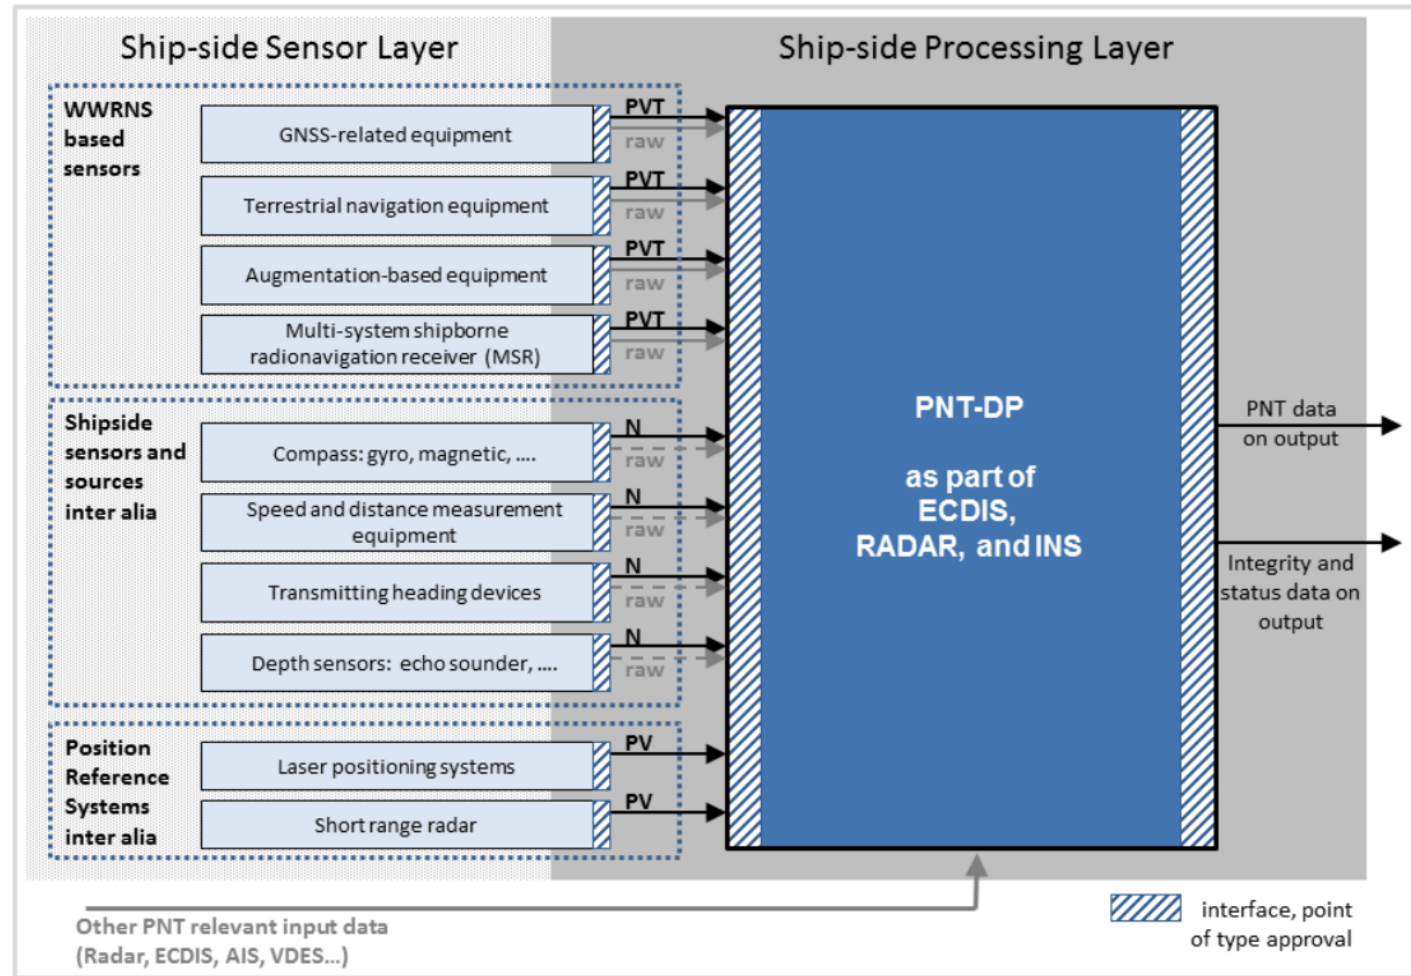 Ship-side Sensor Layer
Ship-side Processing Layer
WWRNS
based
sensors
GNSS-related equipment
PVT
raw
Terrestrial navigation equipment
PVT
raw
Augmentation-based equipment
PVT
raw
Multi-system shipborne
radionavigation receiver (MSR)
PVT
raw
Shipside
sensors and
sources
inter alia
Compass: gyro, magnetic, ....
N
raw
Speed and distance measurement
equipment
N
raw
Transmitting heading devices
N
raw
Depth sensors: echo sounder, ....
N
raw
Position
Reference
Systems
inter alia
Laser positioning systems
PV
Short range radar
PV
PNT-DP
as part of
ECDIS,
RADAR, and INS
PNT data
on output
Integrity and
status data on
output
Other PNT relevant input data
(Radar, ECDIS, AIS, VDES...)
interface, point
of type approval